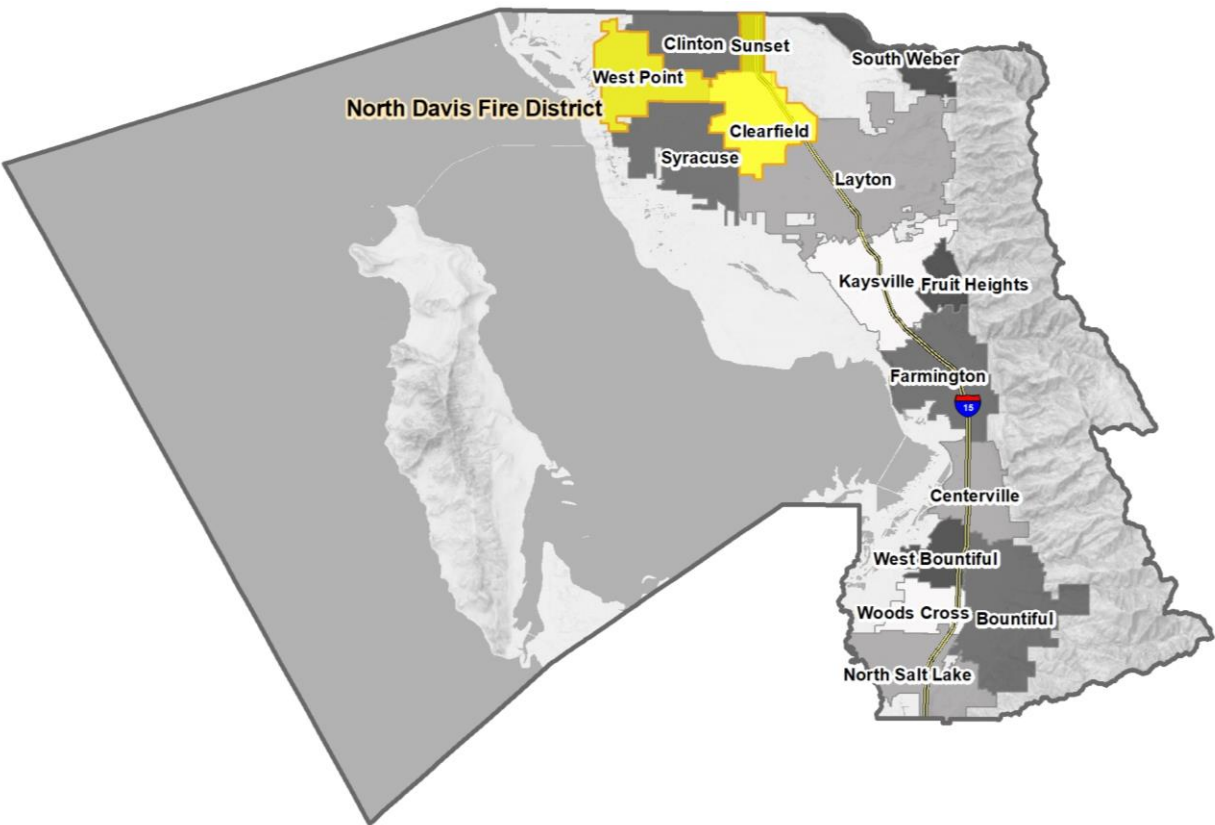 Clinton
Sunset
South Weber
West Point
North Davis Fire District
Clearfield
Syracuse
Layton
Kaysville
Fruit Heights
Farmington
15
Centerville
West Bountiful
Woods Cross
Bountiful
North Salt Lake